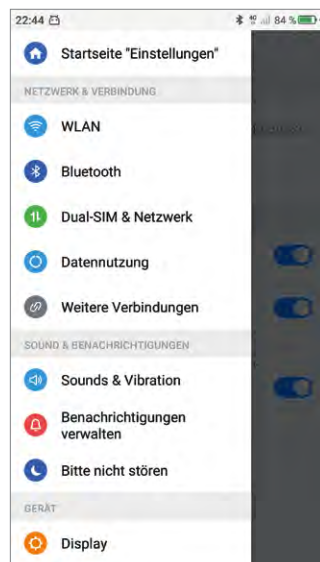 22:44 84 %
Startseite "Einstellungen"
NETZWERK & VERBINDUNG
WLAN
Bluetooth
Dual-SIM & Netzwerk
Datennutzung
Weitere Verbindungen
SOUND & BENACHRICHTIGUNGEN
Sounds & Vibration
Benachrichtigungen
verwalten
Bitte nicht stören
GERÄT
Display